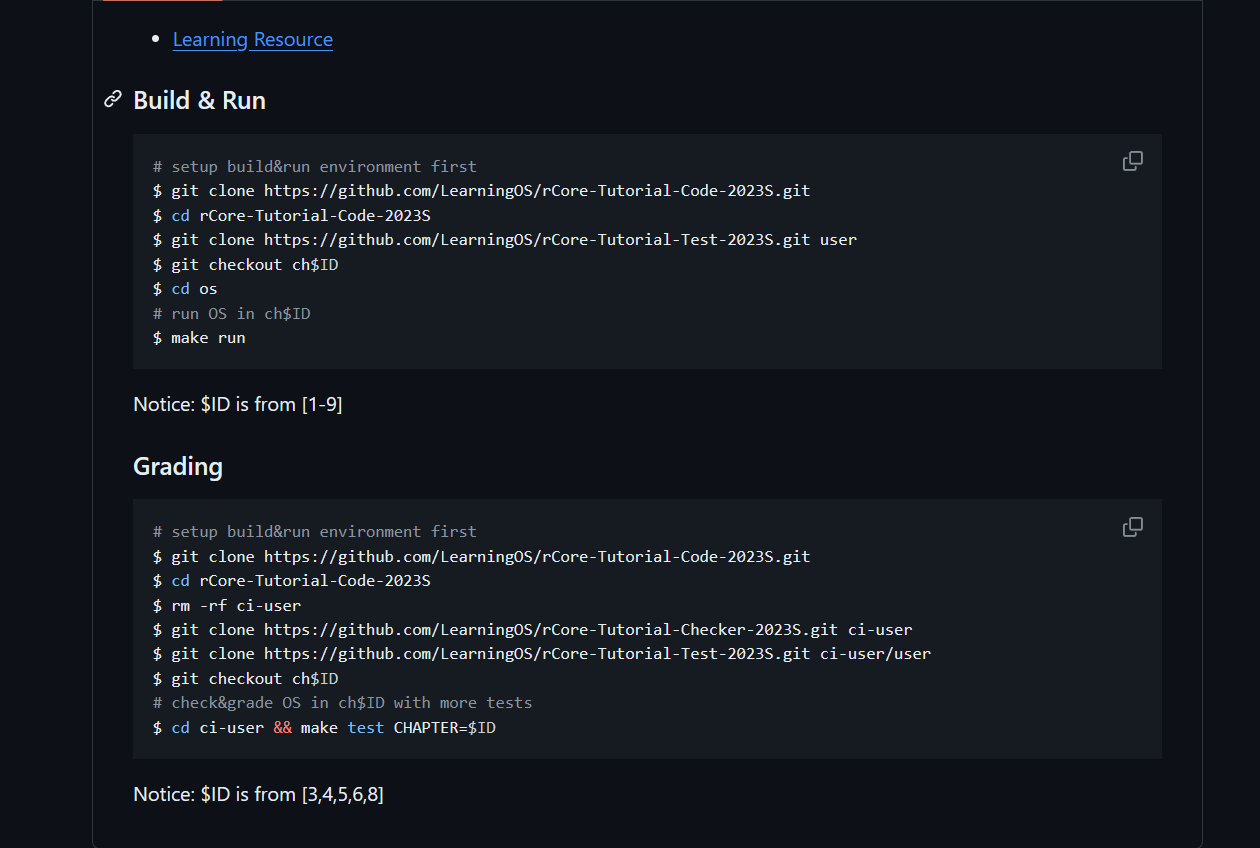 Learning Resource
Build & Run
# setup build&run environment first
$ git clone https://github.com/LearningOS/rCore-Tutorial-Code-2023S.git
$ cd rCore-Tutorial-Code-2023S
$ git clone https://github.com/LearningOS/rCore-Tutorial-Test-2023S.git user
$ git checkout ch$ID
$ cd os
# run OS in ch$ID
$ make run
Notice: $ID is from [1-9]
Grading
# setup build&run environment first
$ git clone https://github.com/LearningOS/rCore-Tutorial-Code-2023S.git
$ cd rCore-Tutorial-Code-2023S
$ rm -rf ci-user
$ git clone https://github.com/LearningOS/rCore-Tutorial-Checker-2023S.git ci-user
$ git clone https://github.com/LearningOS/rCore-Tutorial-Test-2023S.git ci-user/user
$ git checkout ch$ID
# check&grade OS in ch$ID with more tests
$ cd ci-user && make test CHAPTER=$ID
Notice: $ID is from [3,4,5,6,8]